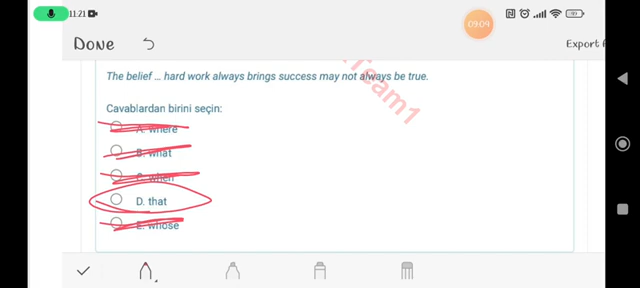 11:21
09:09
Done
Export
Team1
The belief ... hard work always brings success may not always be true.
Cavablardan birini seçin:
A. where
B. what
C. when
D. that
E. whose